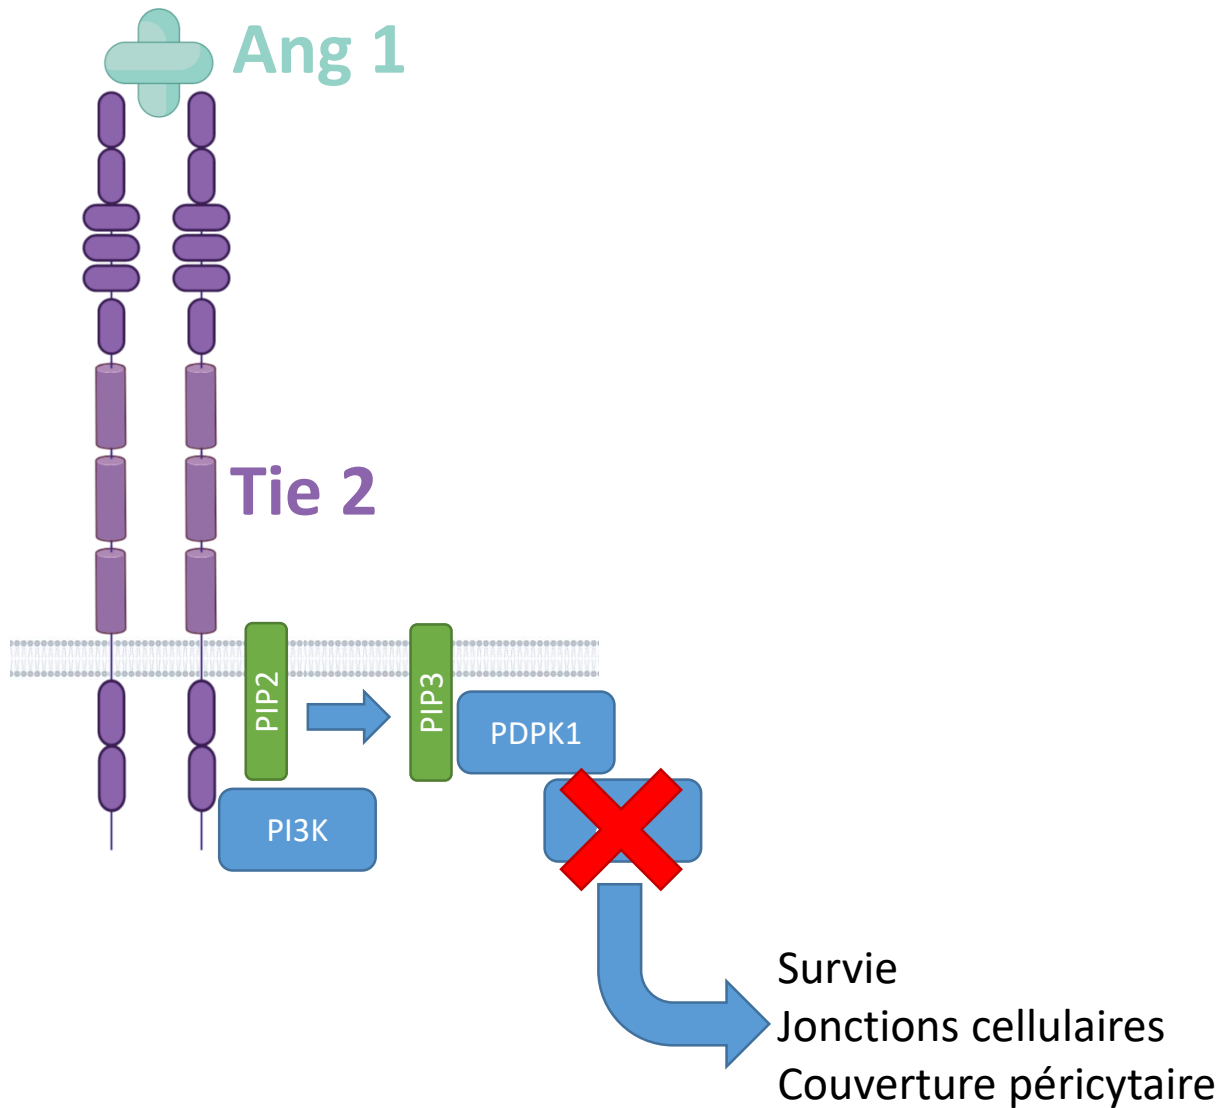 Ang 1
Tie 2
PIP2
PIP3
PDPK1
PI3K
Survie
Jonctions cellulaires
Couverture péricytaire